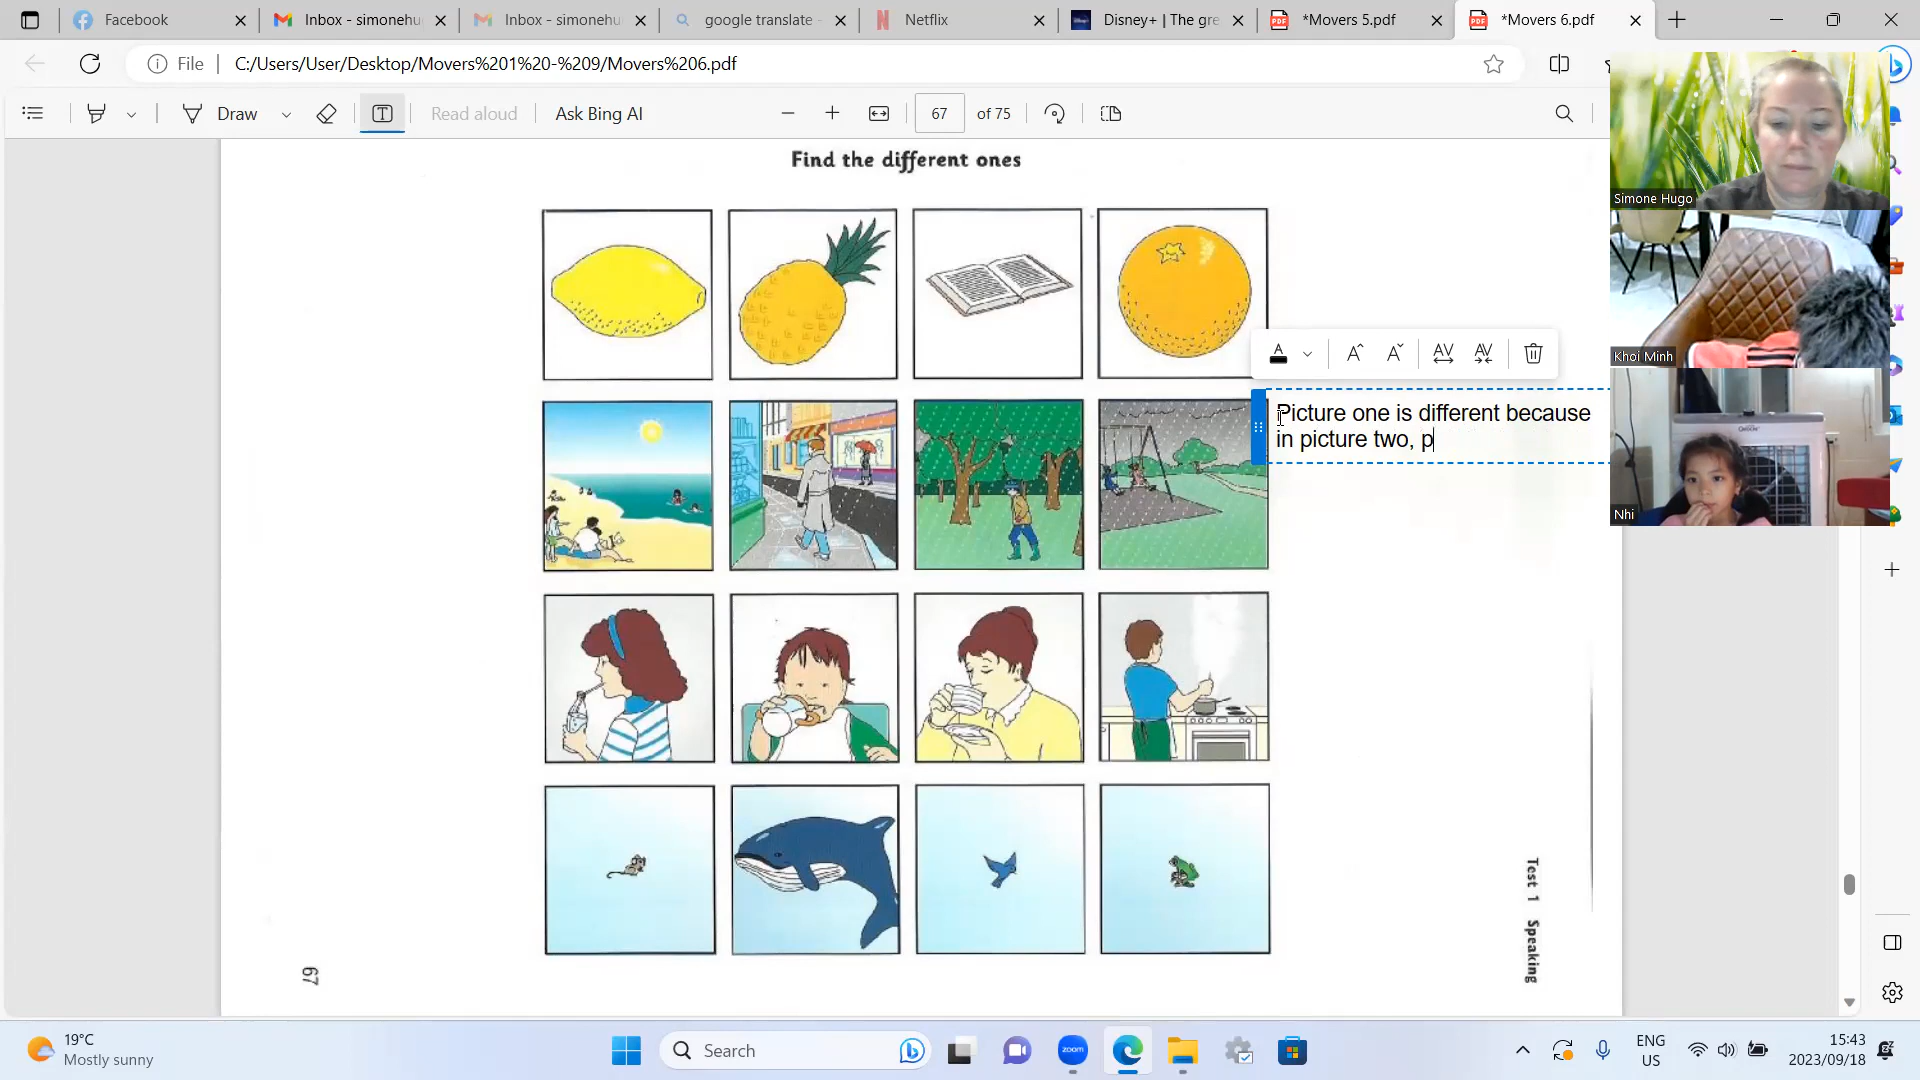 Facebook
Inbox - simonehu
Inbox - simonehu
google translate -
Netflix
Disney+ | The gre
*Movers 5.pdf
*Movers 6.pdf
File
C:/Users/User/Desktop/Movers%201%20-%209/Movers%206.pdf
Draw
Read aloud
Ask Bing AI
67
of 75
Find the different ones
Picture one is different because
in picture two, p
Simone Hugo
Khoi Minh
Nhi
Test 1 Speaking
67
19°C
Mostly sunny
Search
zoom
ENG
US
15:43
2023/09/18